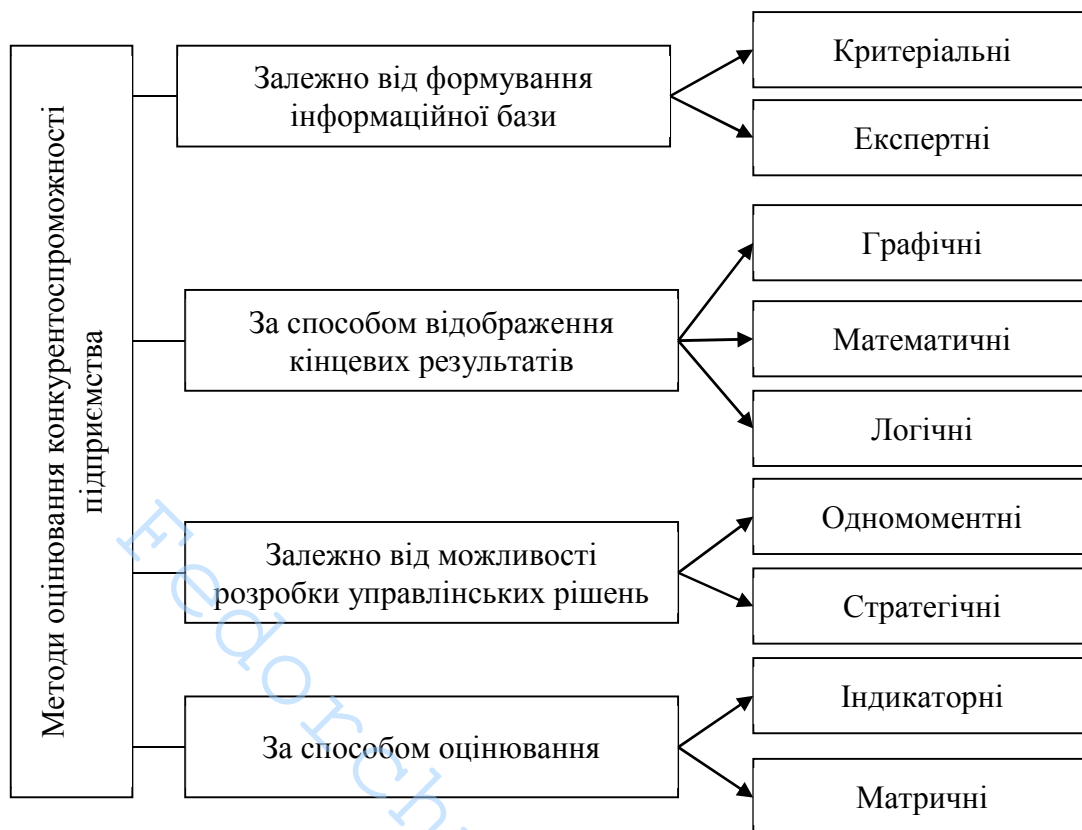 Методи оцінювання конкурентоспроможності
підприємства
Залежно від формування
інформаційної бази
Критеріальні
Експертні
За способом відображення
кінцевих результатів
Графічні
Математичні
Логічні
Залежно від можливості
розробки управлінських рішень
Одномоментні
Стратегічні
За способом оцінювання
Індикаторні
Матричні